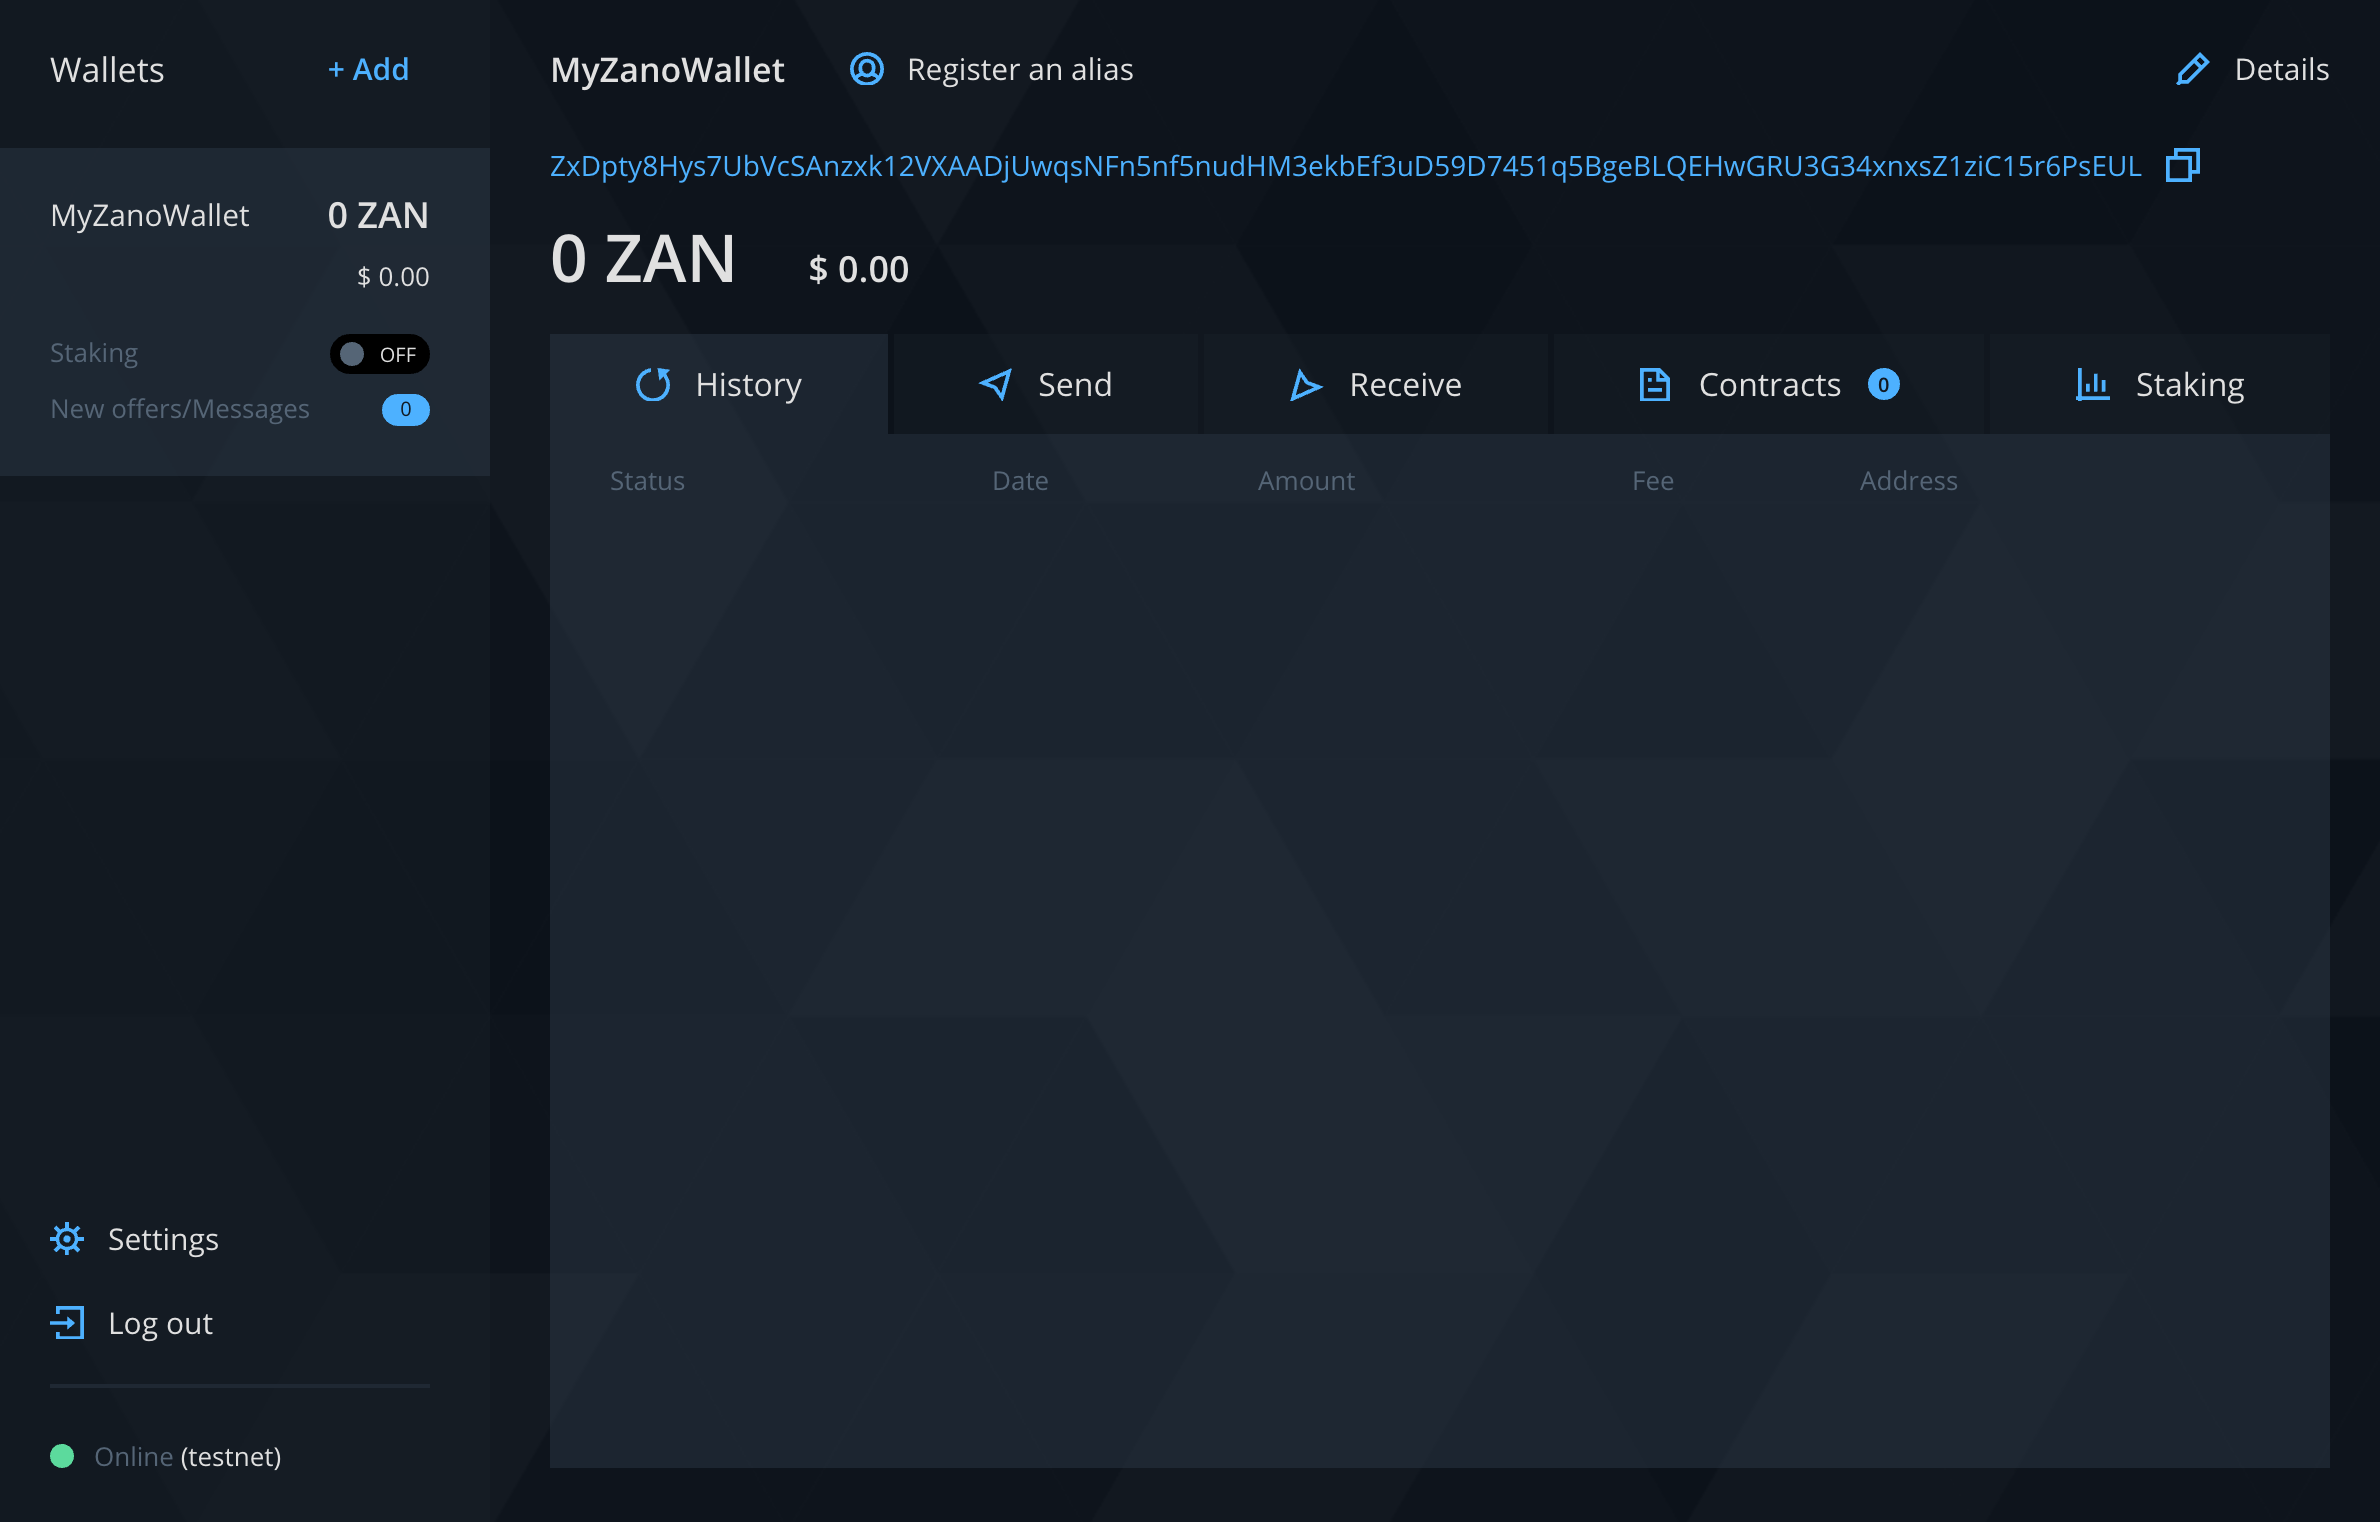 Wallets
+ Add
MyZanoWallet
0 ZAN
$ 0.00
Staking
OFF
New offers/Messages
0
Settings
Log out
Online (testnet)
MyZanoWallet
Register an alias
Details
ZxDpty8Hys7UbVcSAnzxk12VXAADjUwqsNFn5nf5nudHM3ekbEf3uD59D7451q5BgeBLQEHwGRU3G34xnxsZ1ziC15r6PsEUL
0 ZAN
$ 0.00
History
Send
Receive
Contracts 0
Staking
Status Date Amount Fee Address